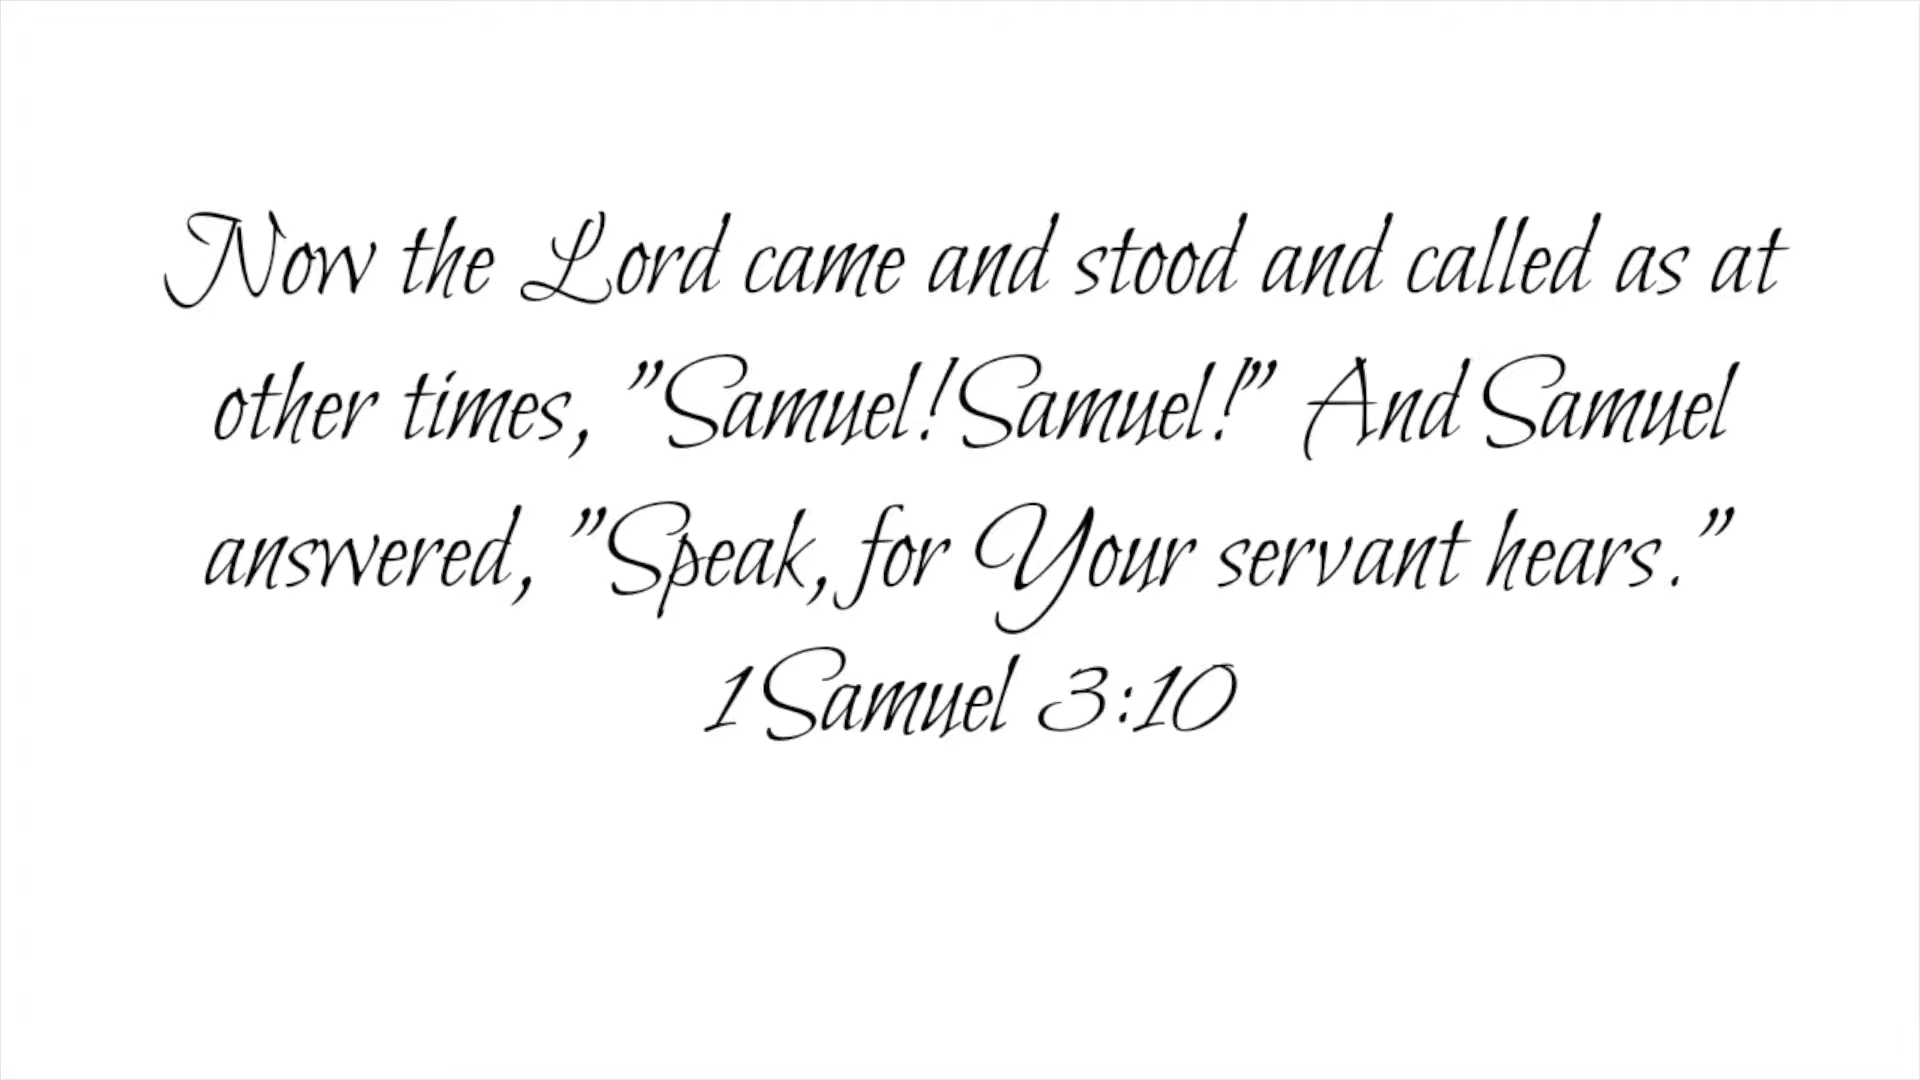 Now the Lord came and stood and called as at
other times, "Samuel! Samuel!" And Samuel
answered, "Speak, for Your servant hears."
1 Samuel 3:10